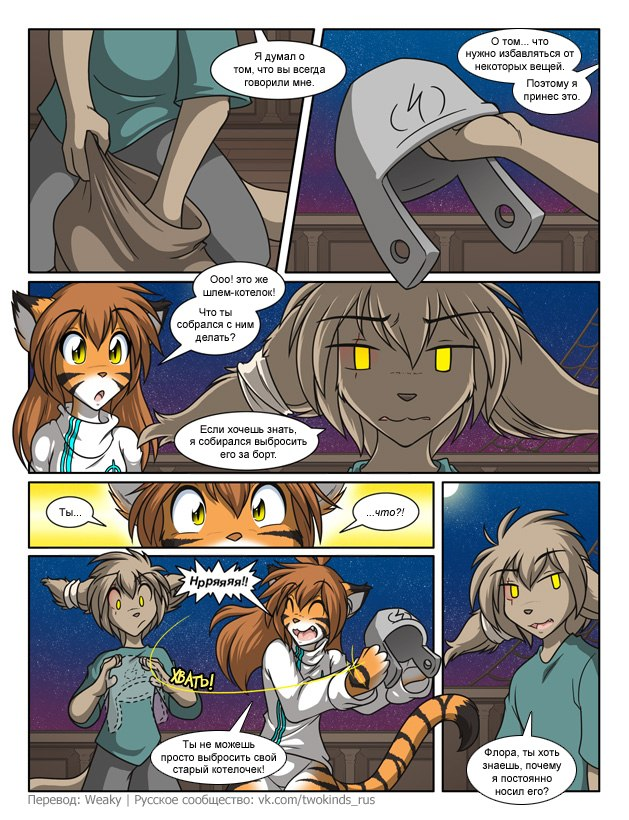 Я думал о
том, что вы всегда
говорили мне.
О том... что
нужно избавляться от
некоторых вещей.
Поэтому я
принес это.
Ооо! это же
шлем-котелок!
Что ты
собрался с ним
делать?
Если хочешь знать,
я собирался выбросить
его за борт.
Ты...
...что?!
Нрряяяя!!
ХВАТЬ!
Ты не можешь
просто выбросить свой
старый котелочек!
Флора, ты хоть
знаешь, почему
я постоянно
носил его?
Перевод: Weaky | Русское сообщество: vk.com/twokinds_rus